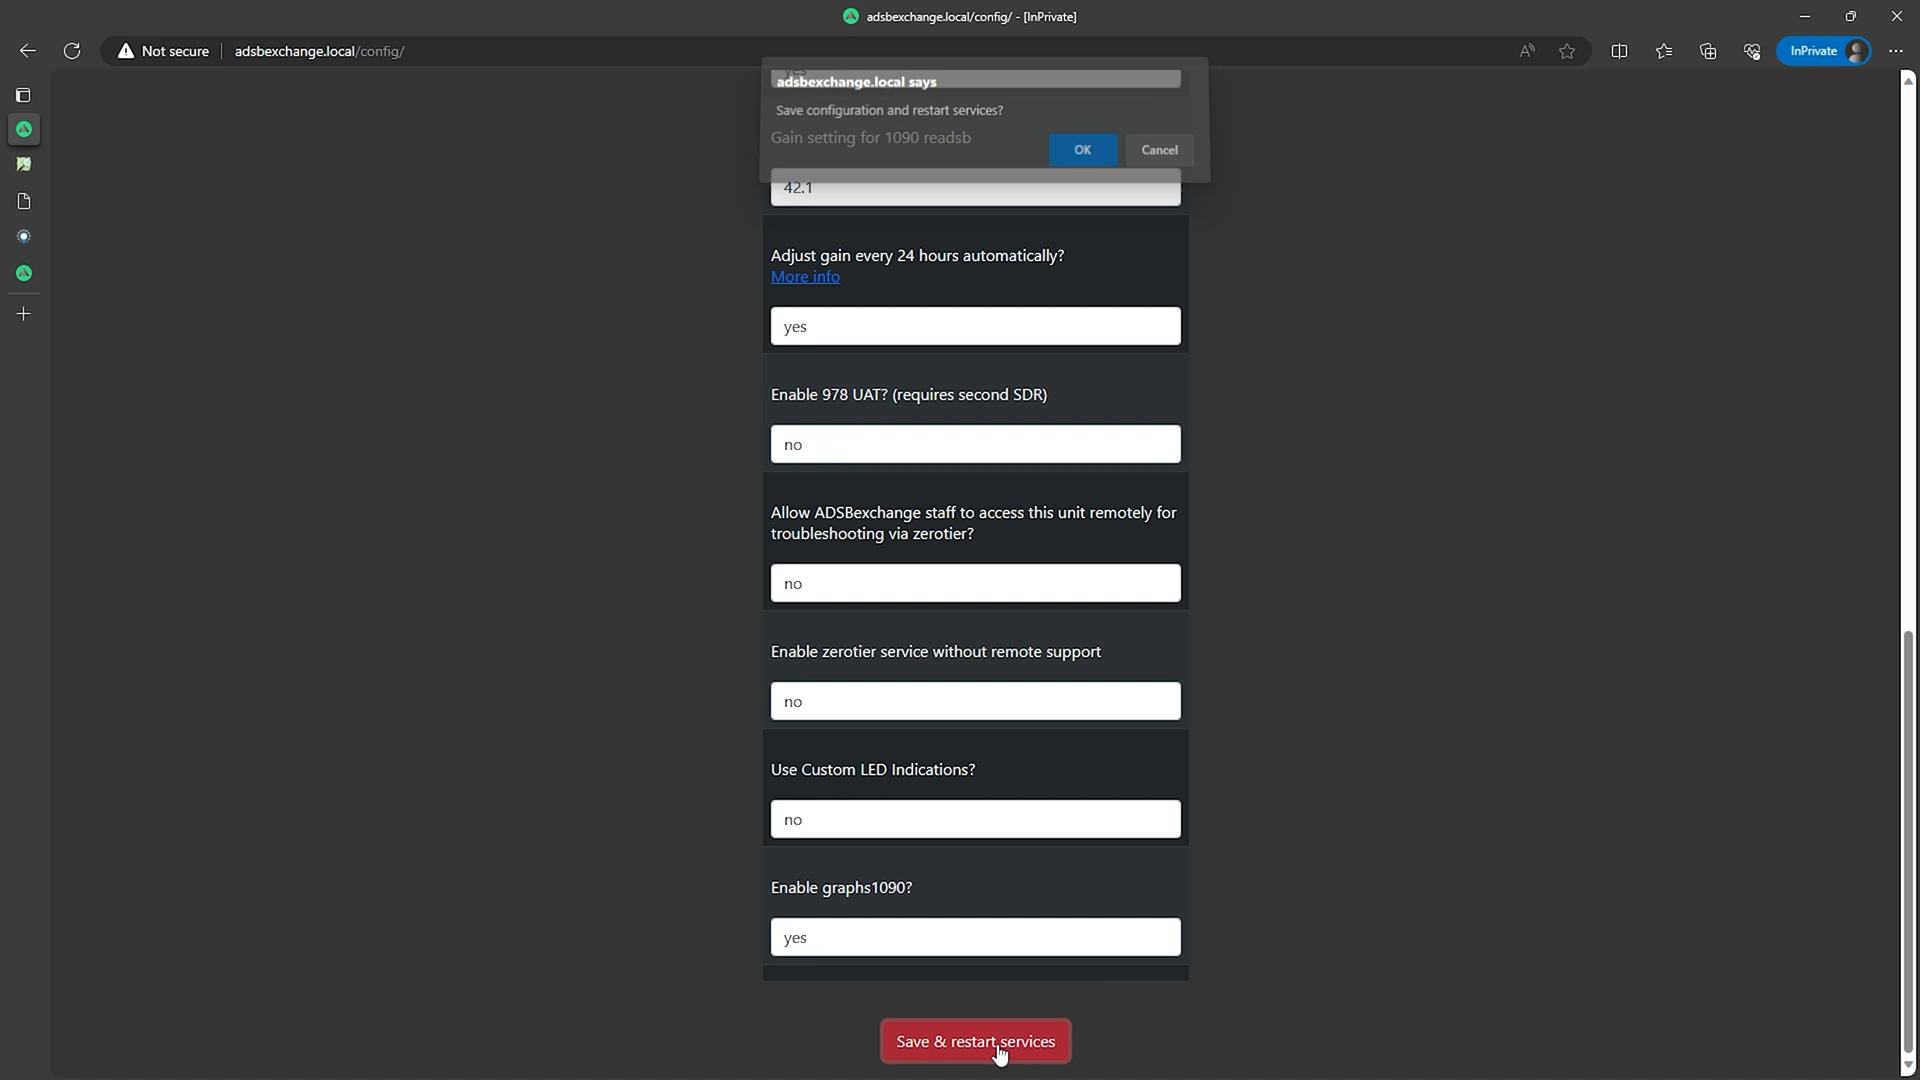 adsbexchange.local/config/ - [InPrivate]
Not secure
adsbexchange.local/config/
InPrivate
yes
adsbexchange.local says
Save configuration and restart services?
Gain setting for 1090 readsb
OK
Cancel
42.1
Adjust gain every 24 hours automatically?
More info
yes
Enable 978 UAT? (requires second SDR)
no
Allow ADSBexchange staff to access this unit remotely for
troubleshooting via zerotier?
no
Enable zerotier service without remote support
no
Use Custom LED Indications?
no
Enable graphs1090?
yes
Save & restart services